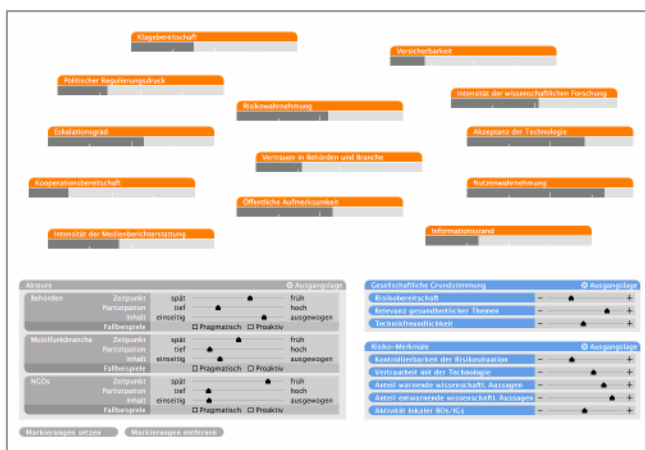 Klagebereitschaft
Versicherbarkeit
Politischer Regulierungsdruck
Intensität der wissenschaftlichen Forschung
Risikowahrnehmung
Eskalationsgrad
Akzeptanz der Technologie
Vertrauen in Behörden und Branche
Kooperationsbereitschaft
Nutzenwahrnehmung
Öffentliche Aufmerksamkeit
Intensität der Medienberichterstattung
Informationsstand
Akteure Ausgangslage
Behörden Zeitpunkt spät früh
Partizipation tief hoch
Inhalt einseitig ausgewogen
Fallbeispiele Pragmatisch Proaktiv
Mobilfunkbranche Zeitpunkt spät früh
Partizipation tief hoch
Inhalt einseitig ausgewogen
Fallbeispiele Pragmatisch Proaktiv
NGOs Zeitpunkt spät früh
Partizipation tief hoch
Inhalt einseitig ausgewogen
Fallbeispiele Pragmatisch Proaktiv
Markierungen setzen Markierungen entfernen
Gesellschaftliche Grundstimmung Ausgangslage
Risikobereitschaft - +
Relevanz gesundheitlicher Themen - +
Technikfreundlichkeit - +
Risiko-Merkmale Ausgangslage
Kontrollierbarkeit der Risikosituation - +
Vertrautheit mit der Technologie - +
Anteil warnende wissenschaftl. Aussagen - +
Anteil entwarnende wissenschaftl. Aussagen - +
Aktivität lokaler BOs/IGs - +